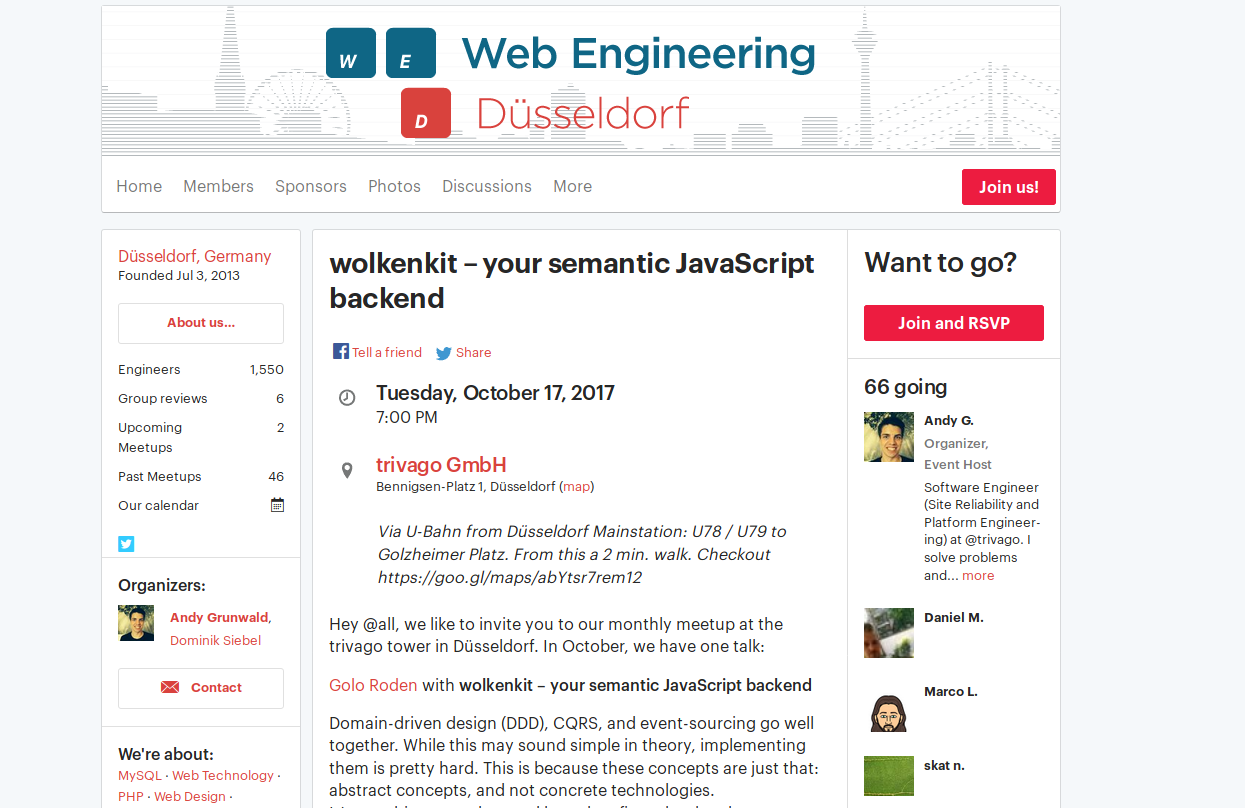 W E Web Engineering
D Düsseldorf
Home Members Sponsors Photos Discussions More Join us!
Düsseldorf, Germany
Founded Jul 3, 2013
About us...
Engineers 1,550
Group reviews 6
Upcoming 2
Meetups
Past Meetups 46
Our calendar
Organizers:
Andy Grunwald,
Dominik Siebel
Contact
We're about:
MySQL · Web Technology ·
PHP · Web Design ·
wolkenkit – your semantic JavaScript
backend
Tell a friend Share
Tuesday, October 17, 2017
7:00 PM
trivago GmbH
Bennigsen-Platz 1, Düsseldorf (map)
Via U-Bahn from Düsseldorf Mainstation: U78 / U79 to
Golzheimer Platz. From this a 2 min. walk. Checkout
https://goo.gl/maps/abYtsr7rem12
Hey @all, we like to invite you to our monthly meetup at the
trivago tower in Düsseldorf. In October, we have one talk:
Golo Roden with wolkenkit – your semantic JavaScript backend
Domain-driven design (DDD), CQRS, and event-sourcing go well
together. While this may sound simple in theory, implementing
them is pretty hard. This is because these concepts are just that:
abstract concepts, and not concrete technologies.
Want to go?
Join and RSVP
66 going
Andy G.
Organizer,
Event Host
Software Engineer
(Site Reliability and
Platform Engineer-
ing) at @trivago. I
solve problems
and... more
Daniel M.
Marco L.
skat n.